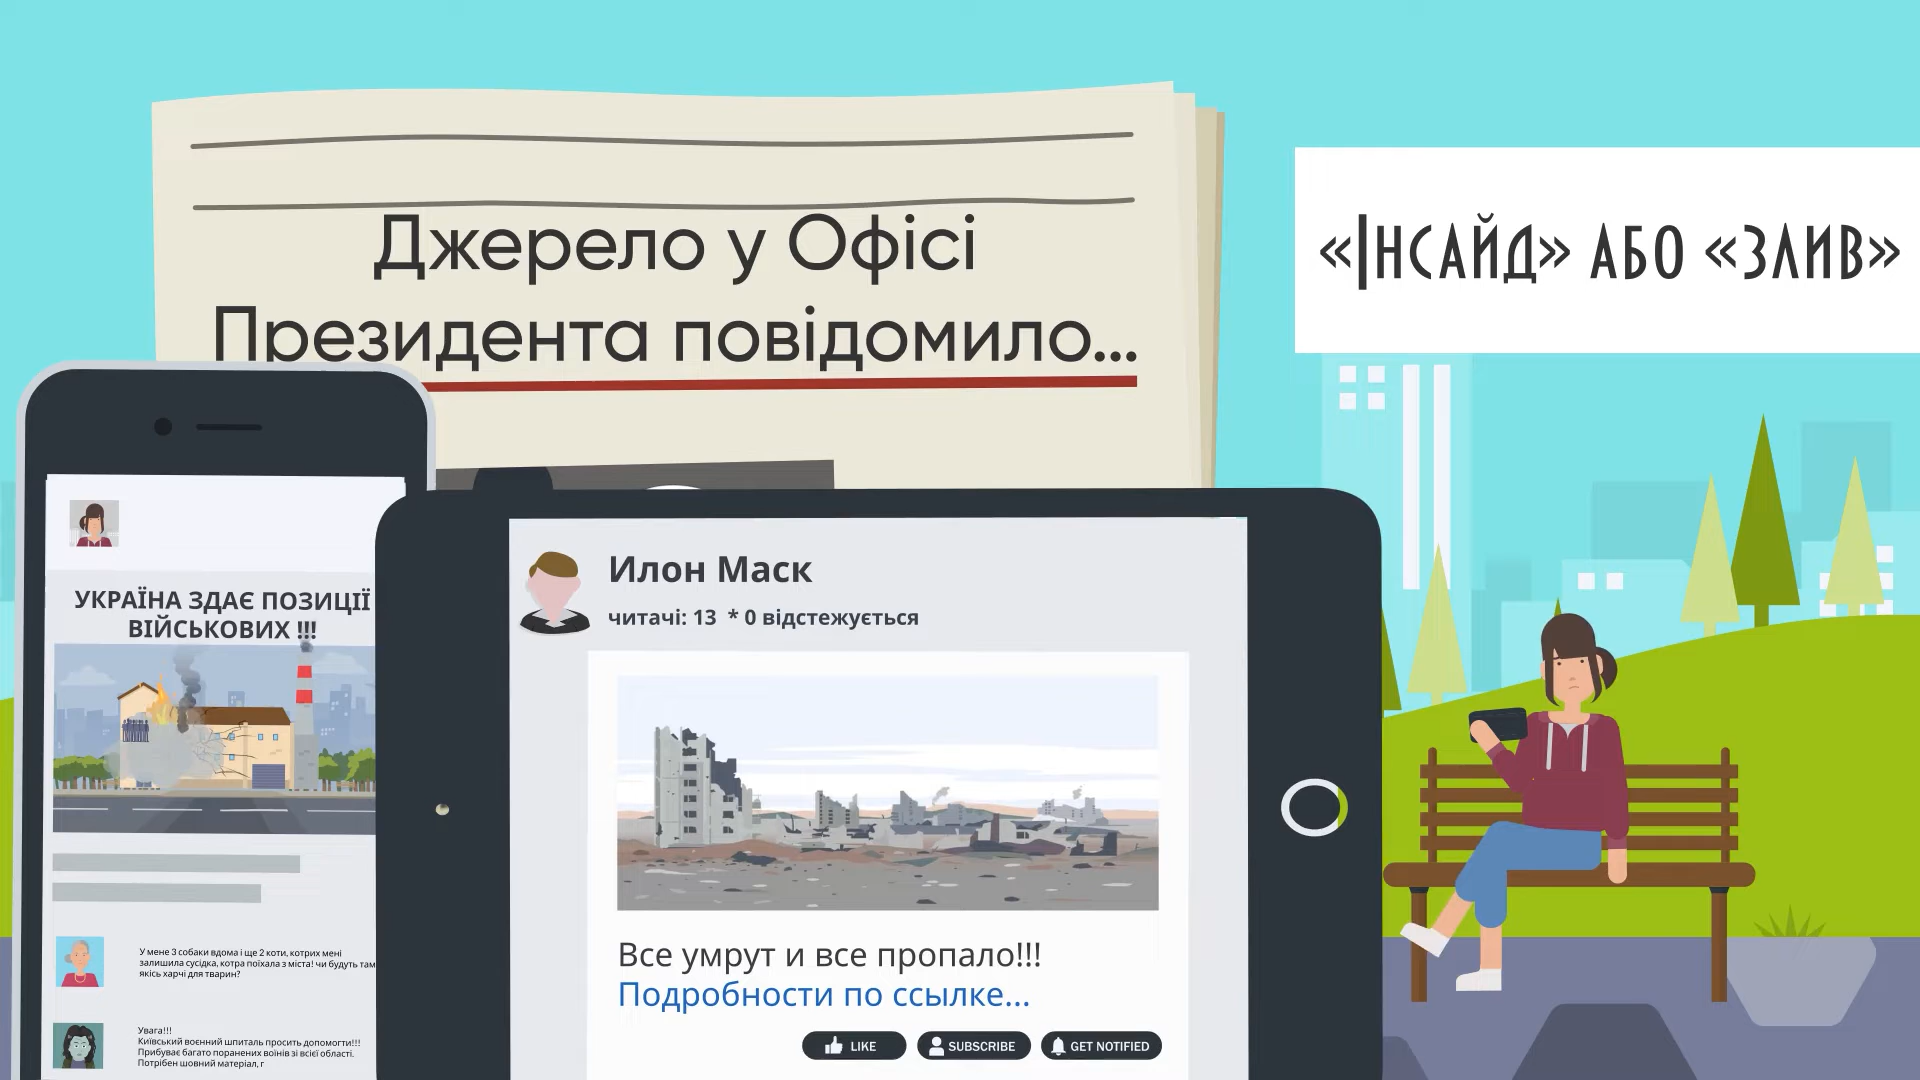 Джерело у Офісі
Президента повідомило...
«Інсайд» або «злив»
УКРАЇНА ЗДАЄ ПОЗИЦІЇ
ВІЙСЬКОВИХ !!!
У мене 3 собаки вдома і ще 2 коти, котрих мені
залишила сусідка, котра поїхала з міста! чи будуть там
якісь харчі для тварин?
Увага!!!
Київський воєнний шпиталь просить допомогти!!!
Прибуває багато поранених воїнів зі всієї області.
Потрібен шовний матеріал, г
Илон Маск
читачі: 13 * 0 відстежується
Все умрут и все пропало!!!
Подробности по ссылке...
LIKE
SUBSCRIBE
GET NOTIFIED